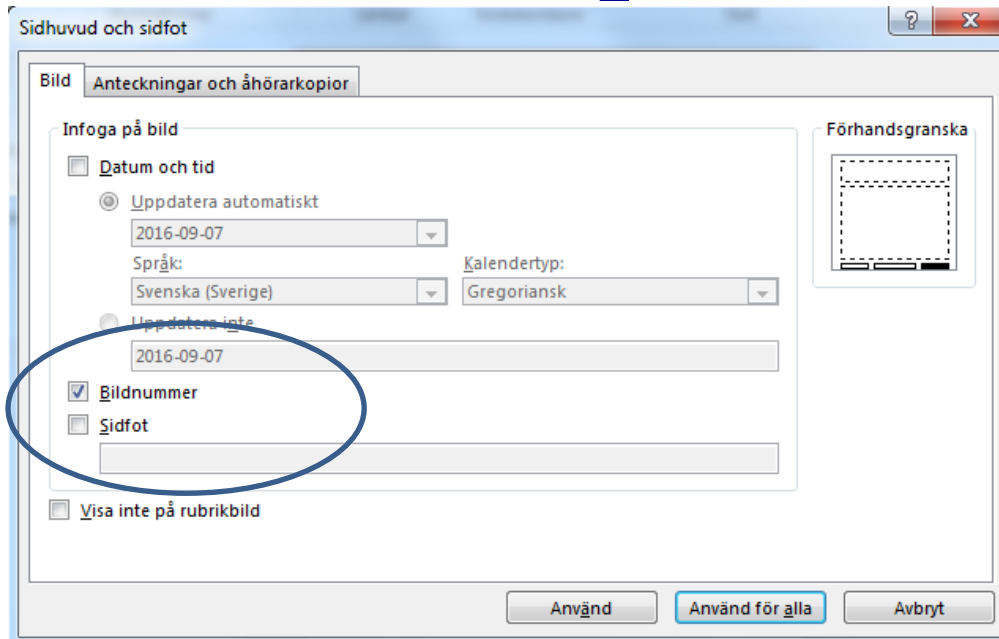 Sidhuvud och sidfot
Bild Anteckningar och åhörarkopior
Infoga på bild Förhandsgranska
Datum och tid
Uppdatera automatiskt
2016-09-07
Språk: Kalendertyp:
Svenska (Sverige) Gregoriansk
Uppdatera inte
2016-09-07
Bildnummer
Sidfot
Visa inte på rubrikbild
Använd Använd för alla Avbryt